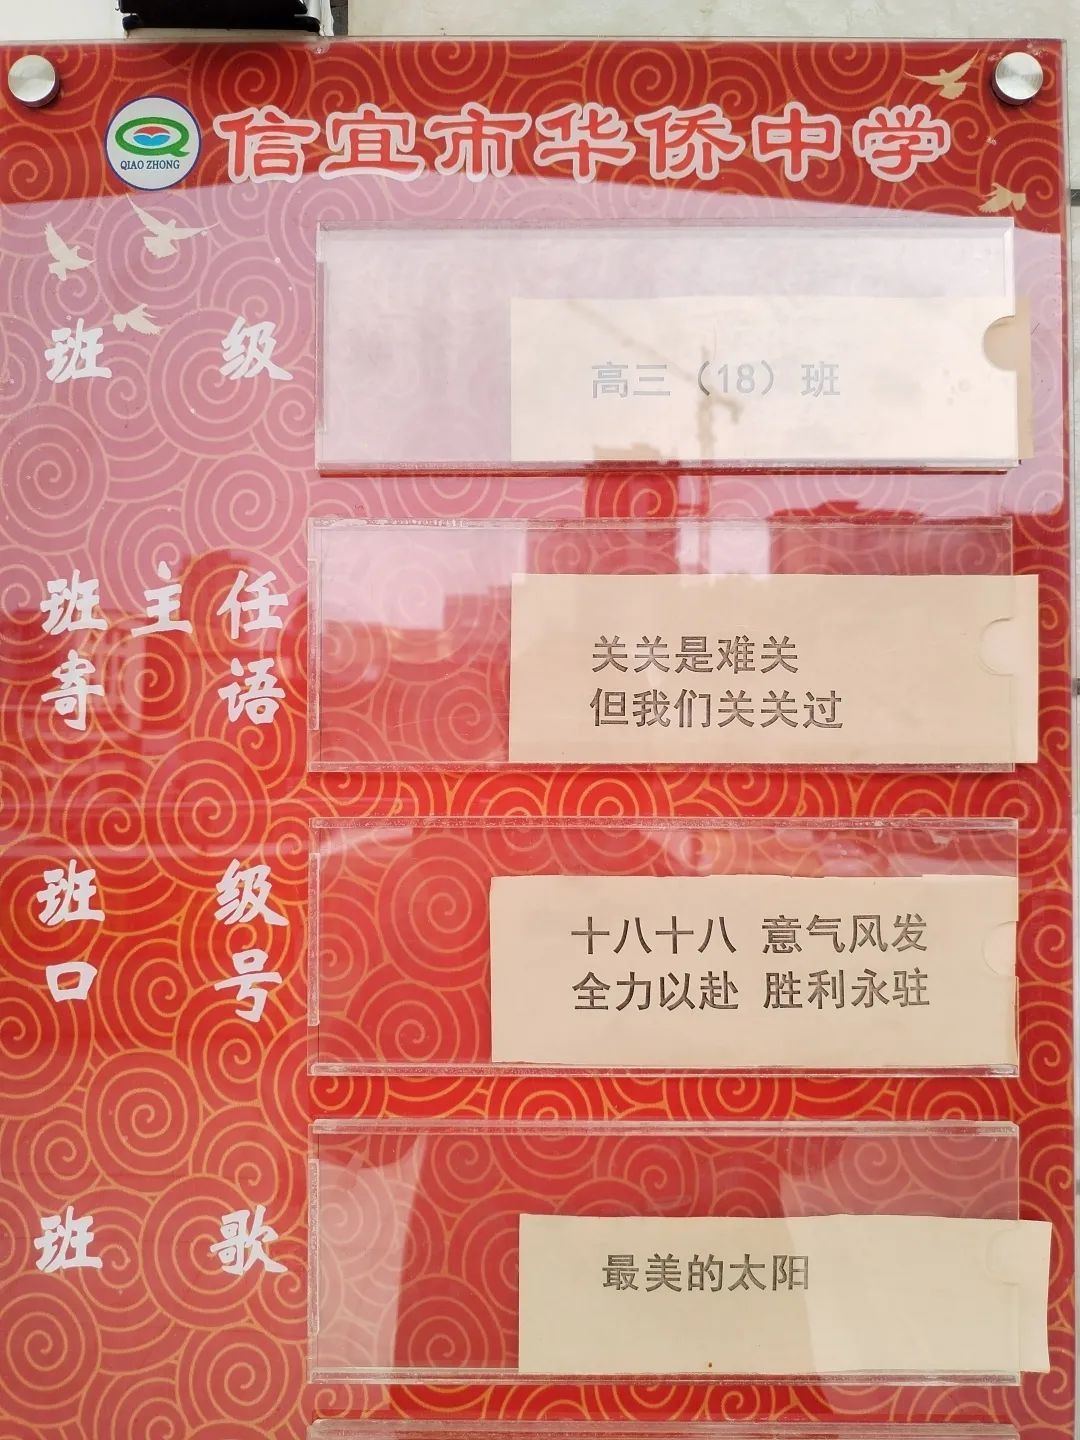 QIAO ZHONG
信宜市华侨中学
班 级
高三（18）班
班主任
寄 语
关关是难关
但我们关关过
班 级
口 号
十八十八 意气风发
全力以赴 胜利永驻
班 歌
最美的太阳